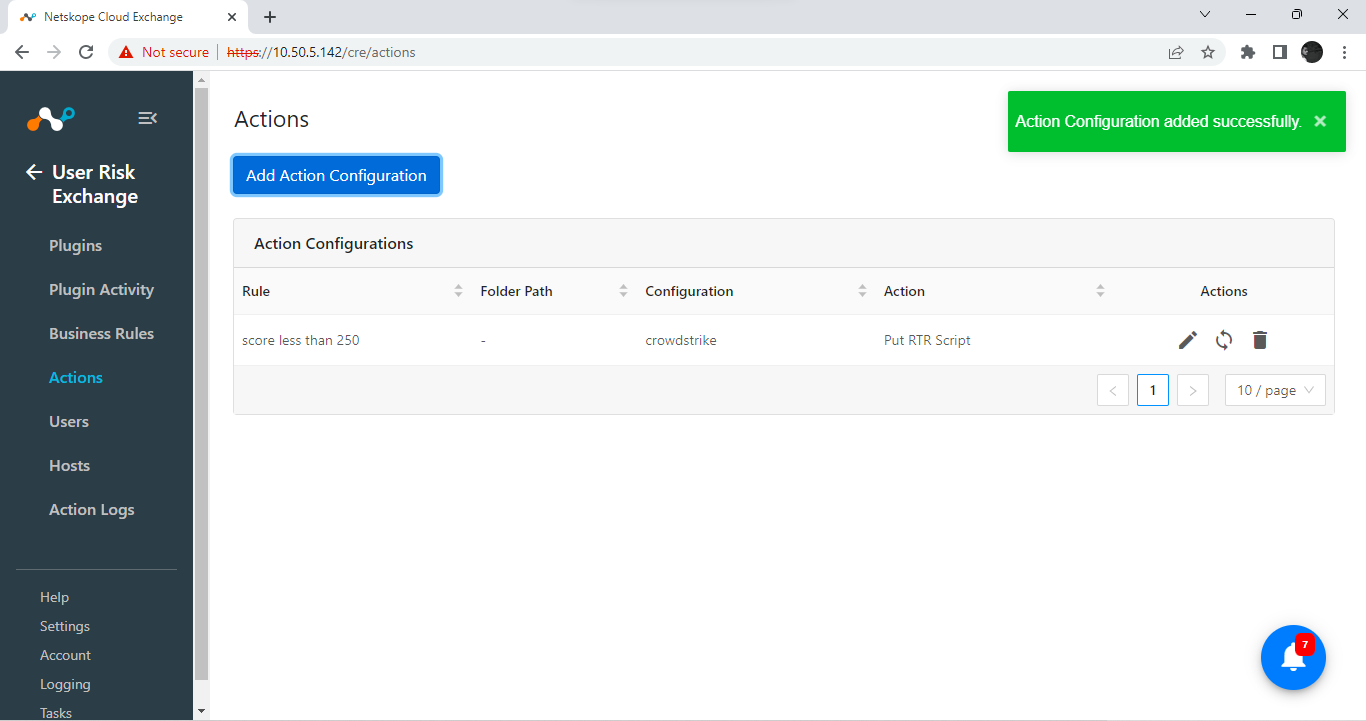 Netskope Cloud Exchange
Not secure
https://10.50.5.142/cre/actions
User Risk
Exchange
Plugins
Plugin Activity
Business Rules
Actions
Users
Hosts
Action Logs
Help
Settings
Account
Logging
Tasks
Actions
Action Configuration added successfully.
Add Action Configuration
Action Configurations
Rule Folder Path Configuration Action Actions
score less than 250 - crowdstrike Put RTR Script
< 1 > 10 / page
7